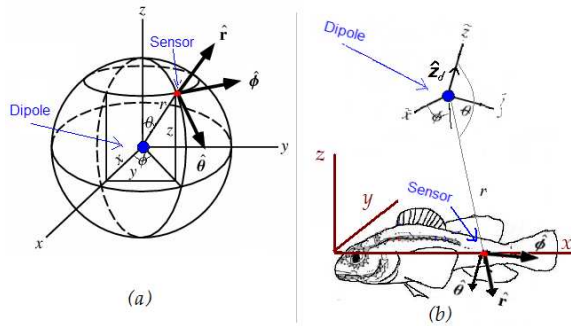 z
Sensor
r̂
ϕ̂
Dipole
r
θ
z
y
x
y
ϕ
θ̂
x
(a)
z̃
Dipole
ẑ_d
x̃
ϕ
θ
ỹ
z
y
r
Sensor
x
ϕ̂
θ̂
r̂
(b)